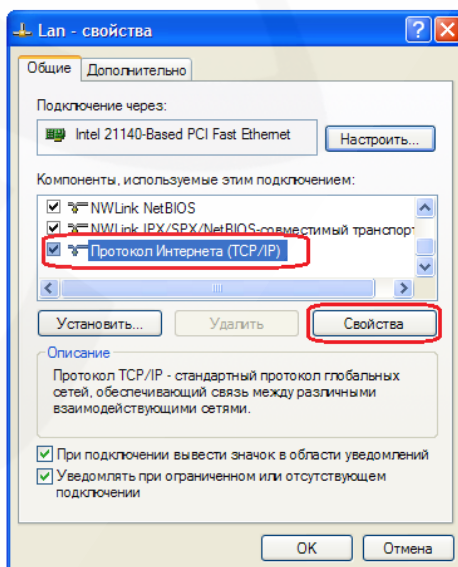 Lan - свойства
Общие
Дополнительно
Подключение через:
Intel 21140-Based PCI Fast Ethernet
Настроить...
Компоненты, используемые этим подключением:
NWLink NetBIOS
NWLink IPX/SPX/NetBIOS-совместимый транспорт
Протокол Интернета (TCP/IP)
Установить...
Удалить
Свойства
Описание
Протокол TCP/IP - стандартный протокол глобальных
сетей, обеспечивающий связь между различными
взаимодействующими сетями.
При подключении вывести значок в области уведомлений
Уведомлять при ограниченном или отсутствующем
подключении
OK
Отмена